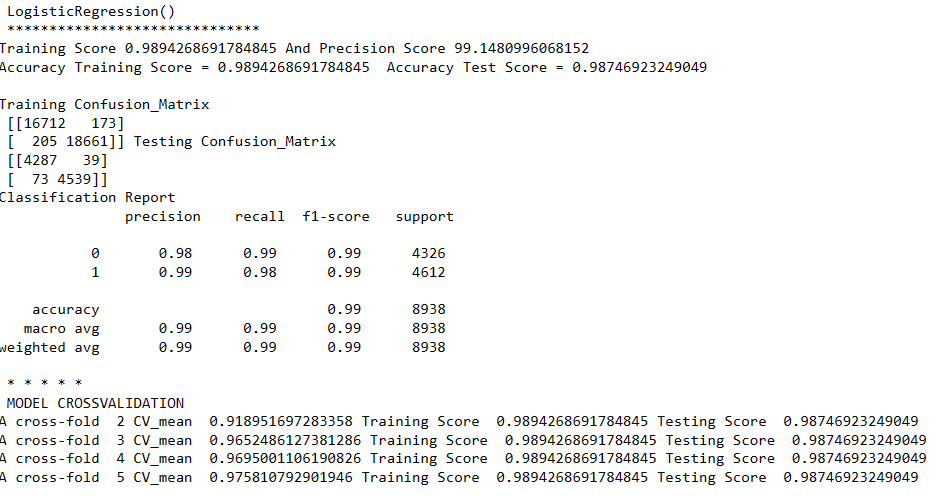 LogisticRegression()
******************************
Training Score 0.9894268691784845 And Precision Score 99.1480996068152
Accuracy Training Score = 0.9894268691784845  Accuracy Test Score = 0.98746923249049
Training Confusion_Matrix
[[16712   173]
[  205 18661]] Testing Confusion_Matrix
[[4287   39]
[  73 4539]]
Classification Report
precision    recall  f1-score   support
0       0.98      0.99      0.99      4326
1       0.99      0.98      0.99      4612
accuracy                           0.99      8938
macro avg       0.99      0.99      0.99      8938
weighted avg       0.99      0.99      0.99      8938
* * * * *
MODEL CROSSVALIDATION
A cross-fold  2 CV_mean  0.918951697283358 Training Score  0.9894268691784845 Testing Score  0.98746923249049
A cross-fold  3 CV_mean  0.9652486127381286 Training Score  0.9894268691784845 Testing Score  0.98746923249049
A cross-fold  4 CV_mean  0.9695001106190826 Training Score  0.9894268691784845 Testing Score  0.98746923249049
A cross-fold  5 CV_mean  0.975810792901946 Training Score  0.9894268691784845 Testing Score  0.98746923249049